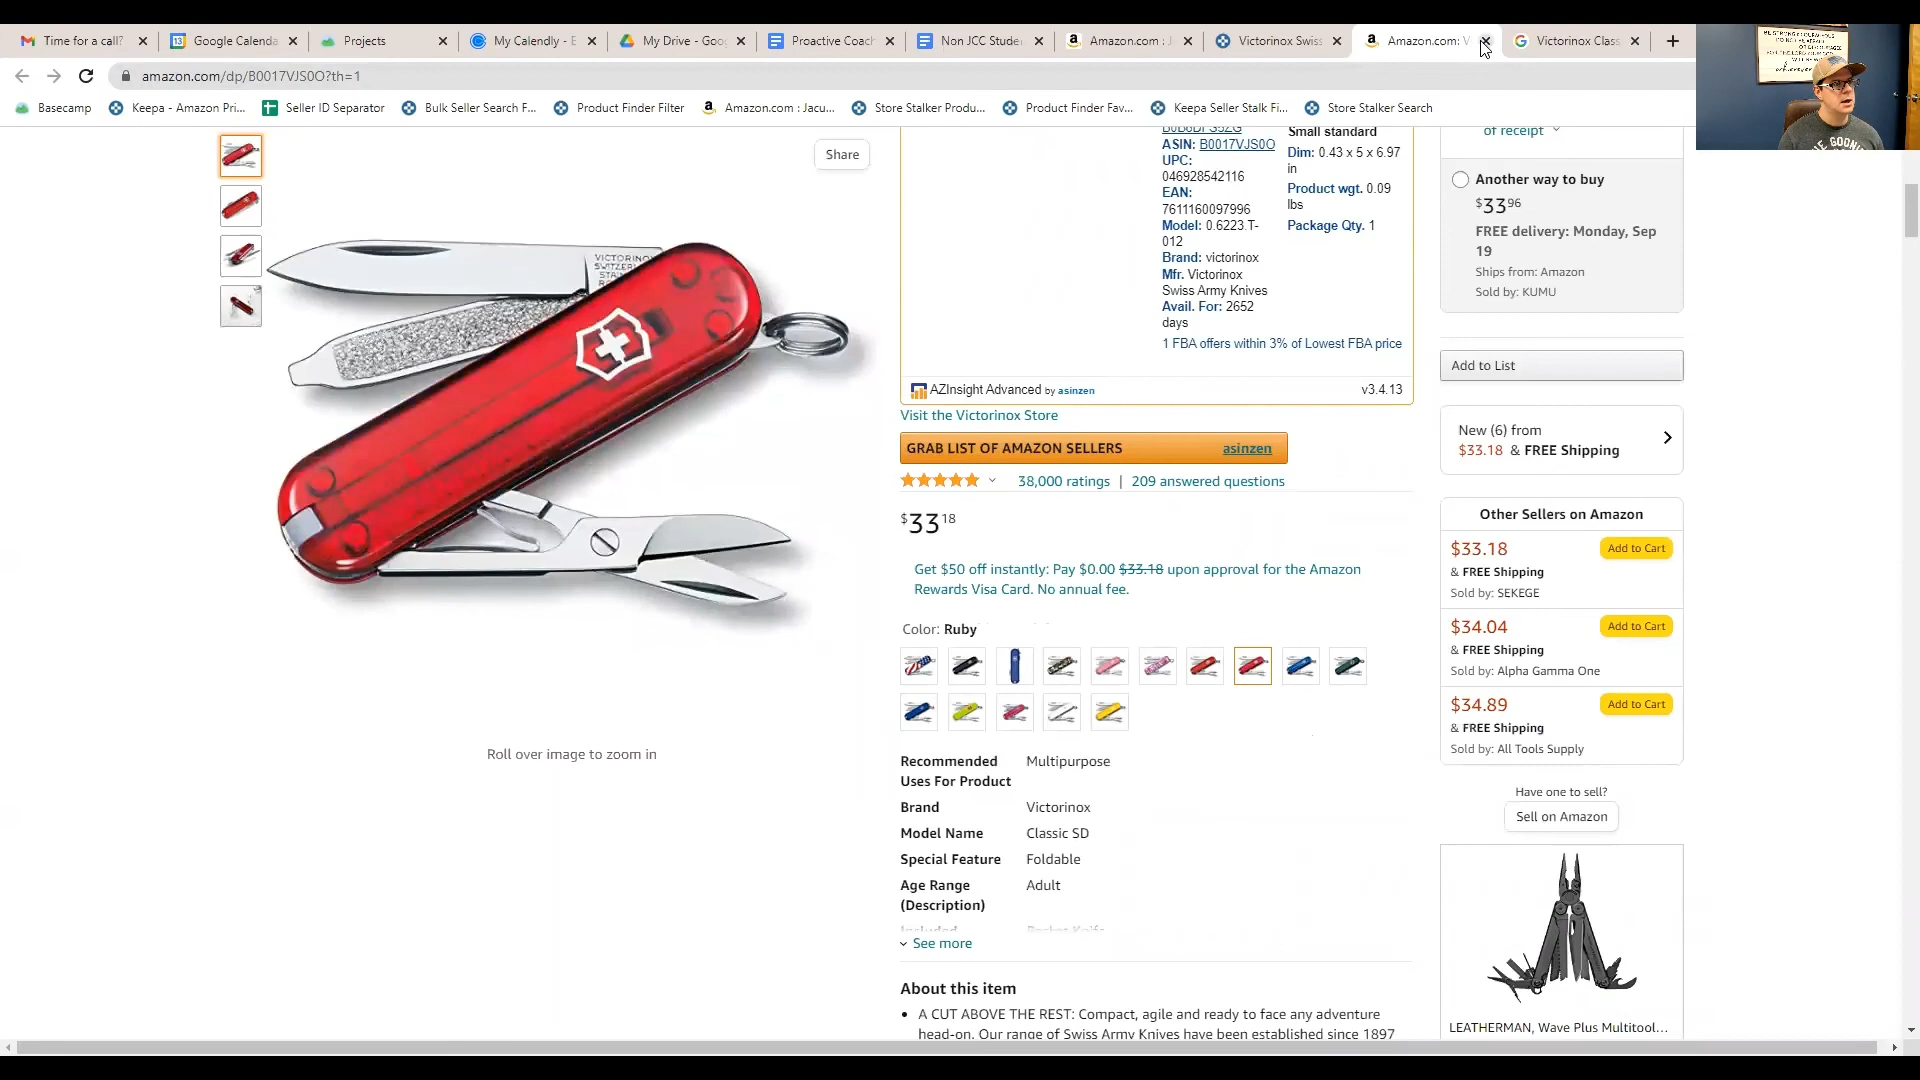 Time for a call?
Google Calenda
Projects
My Calendly - E
My Drive - Goo
Proactive Coach
Non JCC Stude
Amazon.com : J
Victorinox Swiss
Amazon.com: V
Victorinox Class
amazon.com/dp/B0017VJS0O?th=1
Basecamp
Keepa - Amazon Pri...
Seller ID Separator
Bulk Seller Search F...
Product Finder Filter
Amazon.com : Jacu...
Store Stalker Produ...
Product Finder Fav...
Keepa Seller Stalk Fi...
Store Stalker Search
Share
VICTORINOX
ASIN: B0017VJS0O
UPC:
046928542116
EAN:
7611160097996
Model: 0.6223.T-
012
Brand: victorinox
Mfr. Victorinox
Swiss Army Knives
Avail. For: 2652
days
Small standard
Dim: 0.43 x 5 x 6.97
in
Product wgt. 0.09
lbs
Package Qty. 1
1 FBA offers within 3% of Lowest FBA price
AZInsight Advanced by asinzen
v3.4.13
Visit the Victorinox Store
GRAB LIST OF AMAZON SELLERS asinzen
38,000 ratings | 209 answered questions
$33 18
Get $50 off instantly: Pay $0.00 $33.18 upon approval for the Amazon
Rewards Visa Card. No annual fee.
Color: Ruby
Roll over image to zoom in
Recommended
Uses For Product
Multipurpose
Brand Victorinox
Model Name Classic SD
Special Feature Foldable
Age Range
(Description)
Adult
Included Pocket Knife
See more
About this item
• A CUT ABOVE THE REST: Compact, agile and ready to face any adventure
head-on. Our range of Swiss Army Knives have been established since 1897
of receipt
Another way to buy
$33 96
FREE delivery: Monday, Sep
19
Ships from: Amazon
Sold by: KUMU
Add to List
New (6) from
$33.18 & FREE Shipping
Other Sellers on Amazon
$33.18
Add to Cart
& FREE Shipping
Sold by: SEKEGE
$34.04
Add to Cart
& FREE Shipping
Sold by: Alpha Gamma One
$34.89
Add to Cart
& FREE Shipping
Sold by: All Tools Supply
Have one to sell?
Sell on Amazon
LEATHERMAN, Wave Plus Multitool...